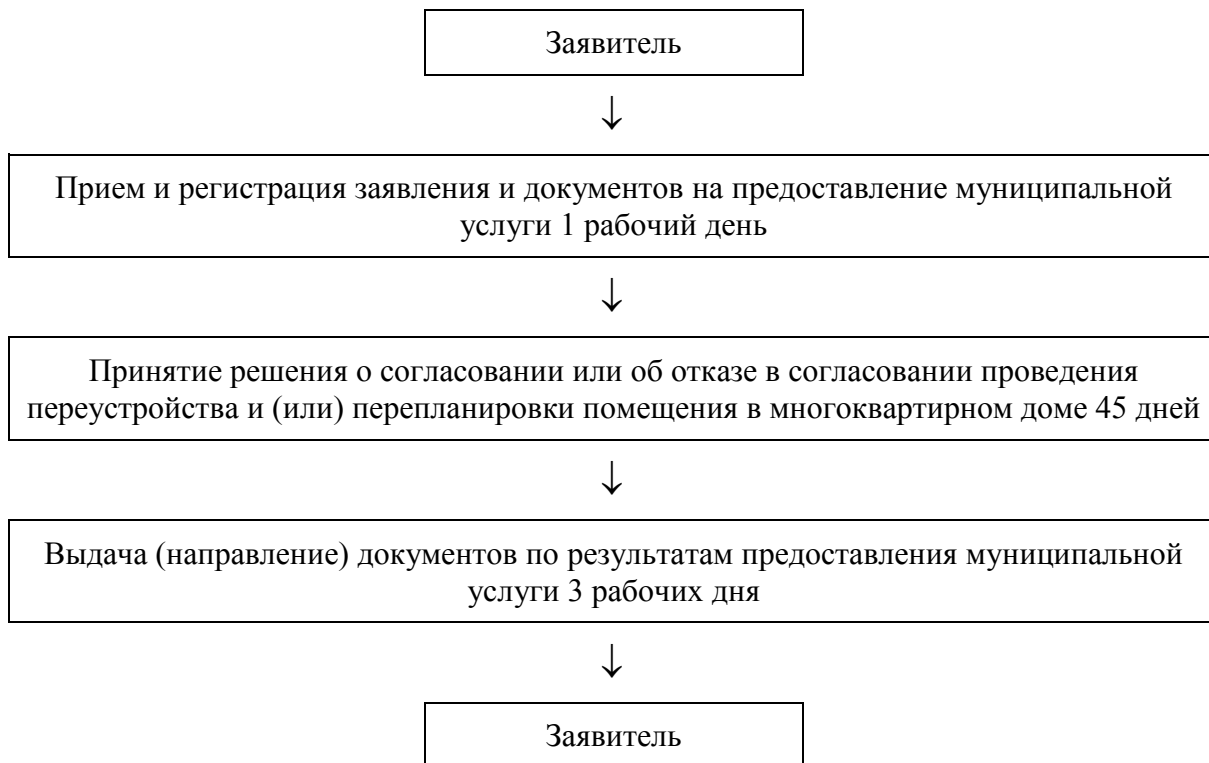 Заявитель
↓
Прием и регистрация заявления и документов на предоставление муниципальной
услуги 1 рабочий день
↓
Принятие решения о согласовании или об отказе в согласовании проведения
переустройства и (или) перепланировки помещения в многоквартирном доме 45 дней
↓
Выдача (направление) документов по результатам предоставления муниципальной
услуги 3 рабочих дня
↓
Заявитель